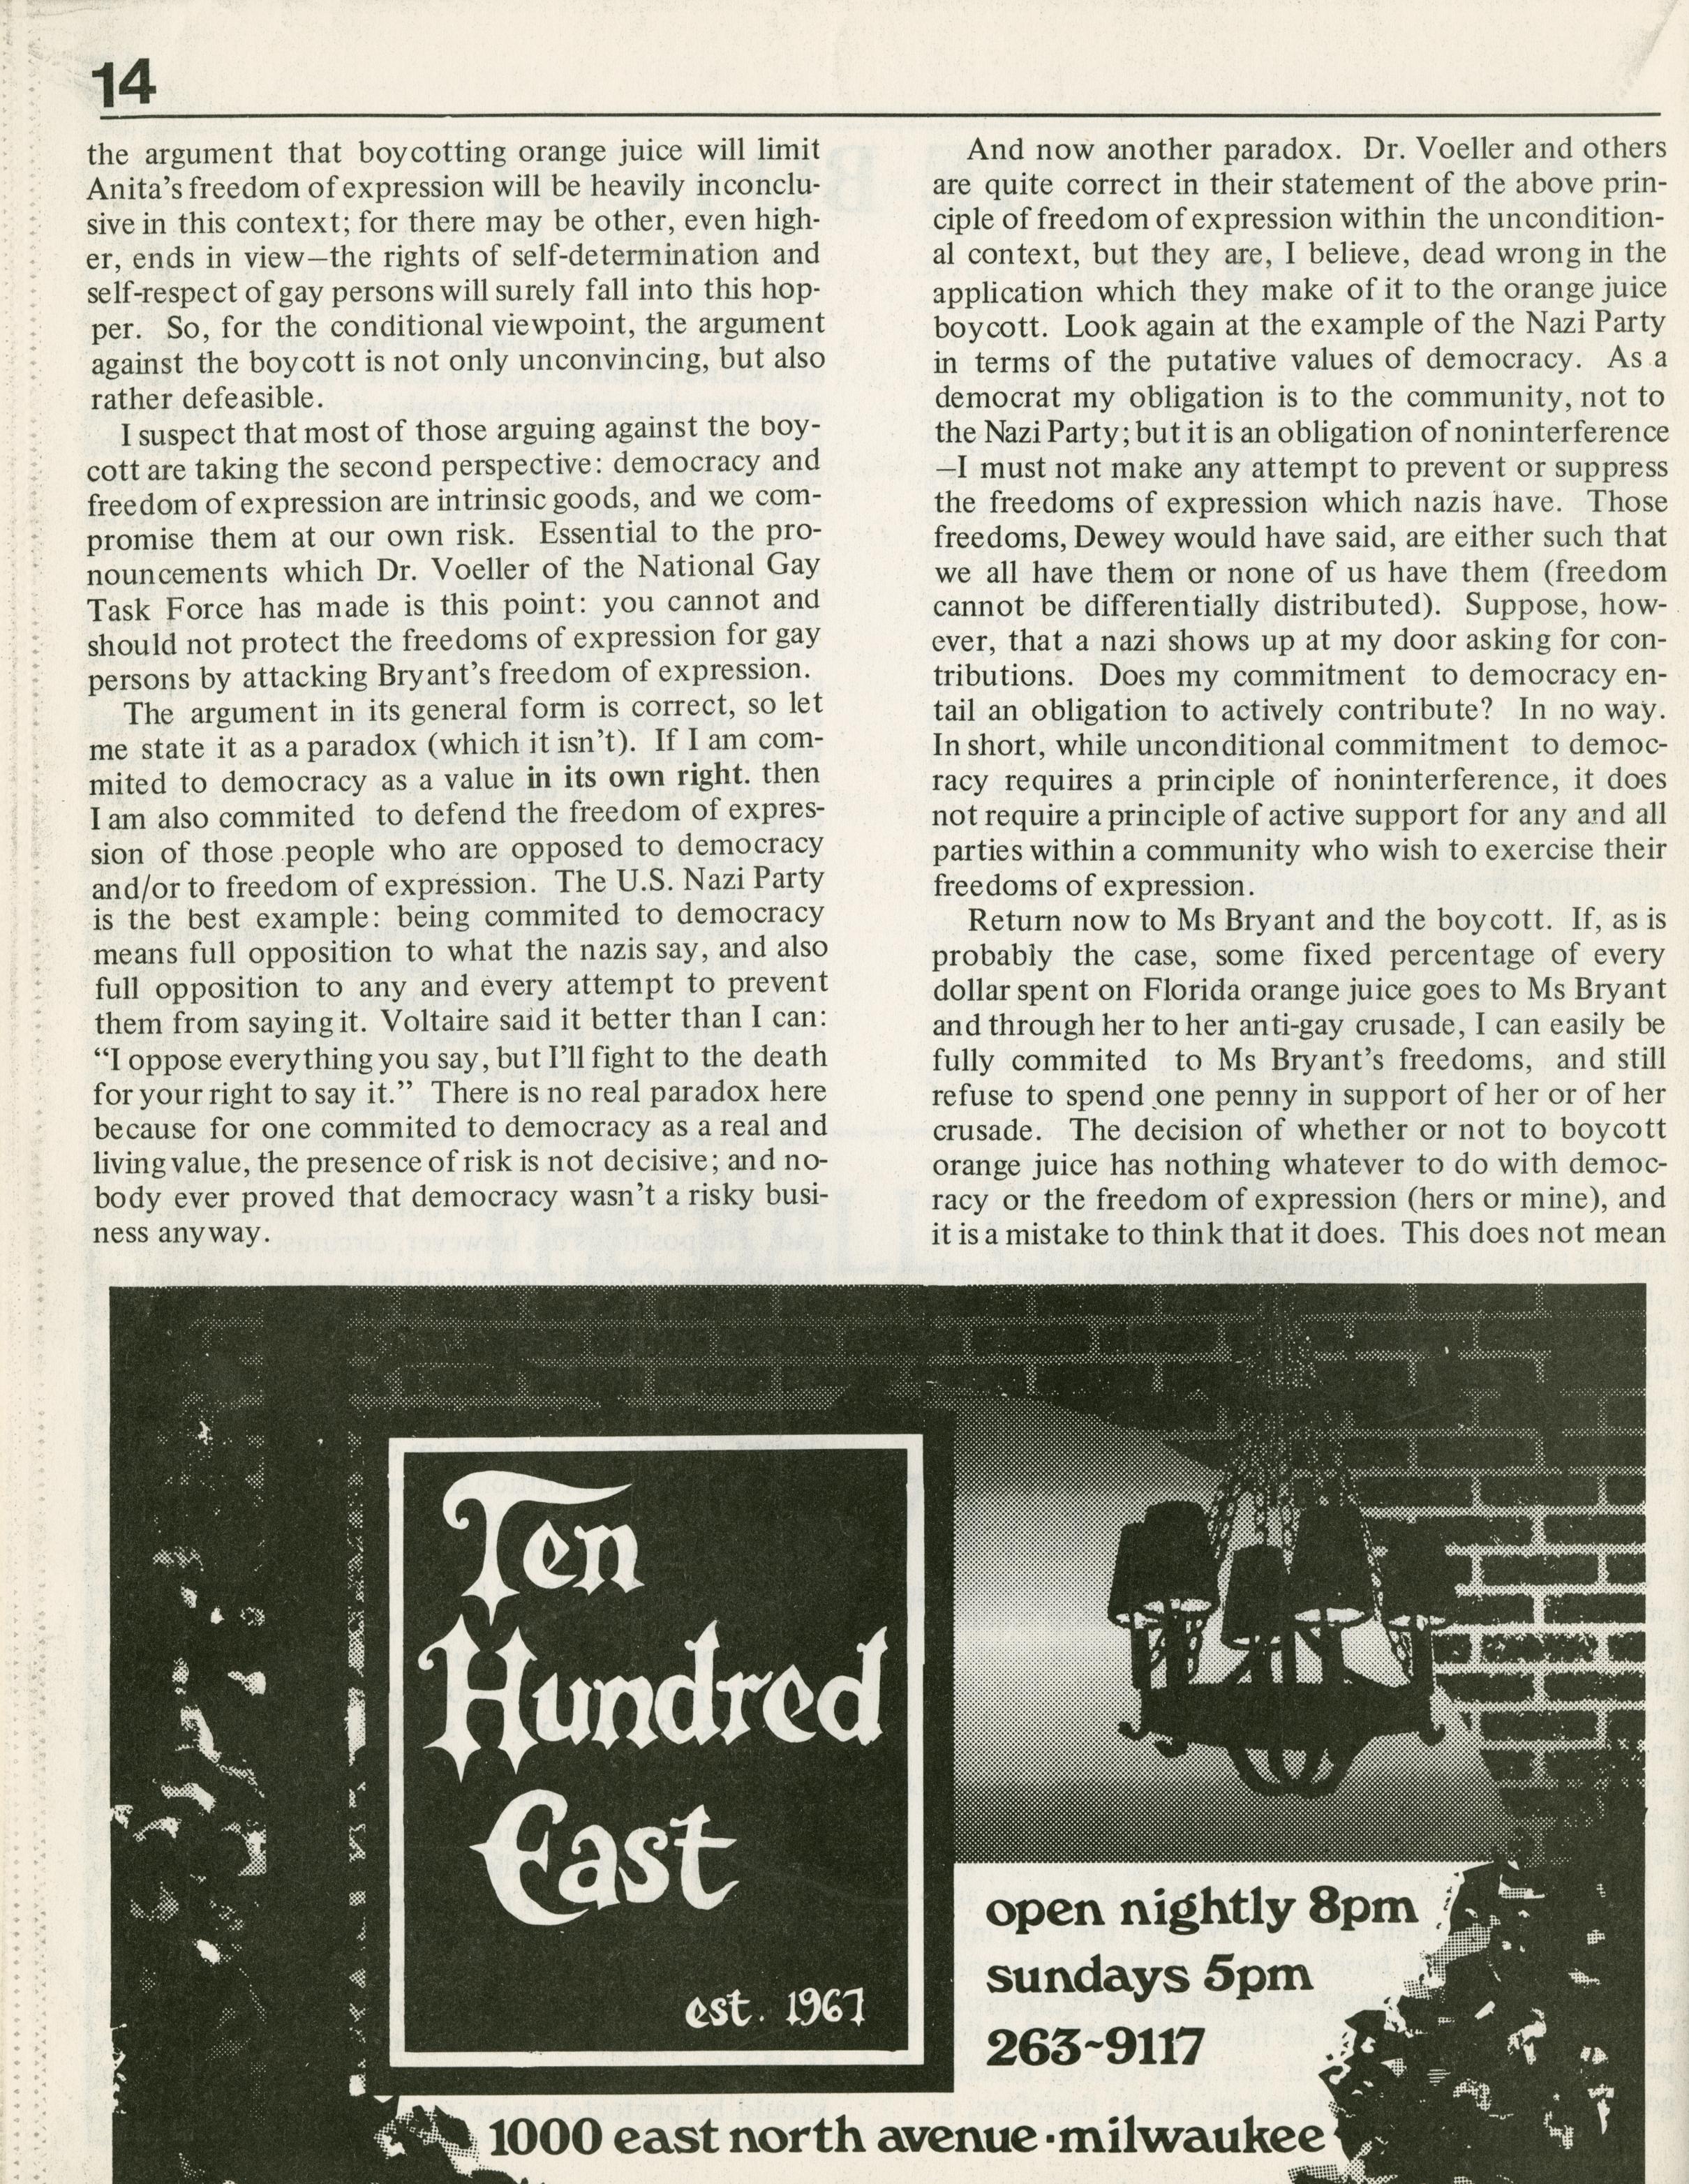 14
the argument that boycotting orange juice will limit
Anita's freedom of expression will be heavily inconclu-
sive in this context; for there may be other, even high-
er, ends in view—the rights of self-determination and
self-respect of gay persons will surely fall into this hop-
per. So, for the conditional viewpoint, the argument
against the boycott is not only unconvincing, but also
rather defeasible.
I suspect that most of those arguing against the boy-
cott are taking the second perspective: democracy and
freedom of expression are intrinsic goods, and we com-
promise them at our own risk. Essential to the pro-
nouncements which Dr. Voeller of the National Gay
Task Force has made is this point: you cannot and
should not protect the freedoms of expression for gay
persons by attacking Bryant's freedom of expression.
The argument in its general form is correct, so let
me state it as a paradox (which it isn't). If I am com-
mited to democracy as a value in its own right. then
I am also commited to defend the freedom of expres-
sion of those people who are opposed to democracy
and/or to freedom of expression. The U.S. Nazi Party
is the best example: being commited to democracy
means full opposition to what the nazis say, and also
full opposition to any and every attempt to prevent
them from saying it. Voltaire said it better than I can:
“I oppose everything you say, but I'll fight to the death
for your right to say it.” There is no real paradox here
because for one commited to democracy as a real and
living value, the presence of risk is not decisive; and no-
body ever proved that democracy wasn't a risky busi-
ness anyway.
And now another paradox. Dr. Voeller and others
are quite correct in their statement of the above prin-
ciple of freedom of expression within the uncondition-
al context, but they are, I believe, dead wrong in the
application which they make of it to the orange juice
boycott. Look again at the example of the Nazi Party
in terms of the putative values of democracy. As a
democrat my obligation is to the community, not to
the Nazi Party; but it is an obligation of noninterference
—I must not make any attempt to prevent or suppress
the freedoms of expression which nazis have. Those
freedoms, Dewey would have said, are either such that
we all have them or none of us have them (freedom
cannot be differentially distributed). Suppose, how-
ever, that a nazi shows up at my door asking for con-
tributions. Does my commitment to democracy en-
tail an obligation to actively contribute? In no way.
In short, while unconditional commitment to democ-
racy requires a principle of noninterference, it does
not require a principle of active support for any and all
parties within a community who wish to exercise their
freedoms of expression.
Return now to Ms Bryant and the boycott. If, as is
probably the case, some fixed percentage of every
dollar spent on Florida orange juice goes to Ms Bryant
and through her to her anti-gay crusade, I can easily be
fully commited to Ms Bryant's freedoms, and still
refuse to spend one penny in support of her or of her
crusade. The decision of whether or not to boycott
orange juice has nothing whatever to do with democ-
racy or the freedom of expression (hers or mine), and
it is a mistake to think that it does. This does not mean
Ten
Hundred
East
est. 1967
open nightly 8pm
sundays 5pm
263~9117
1000 east north avenue·milwaukee